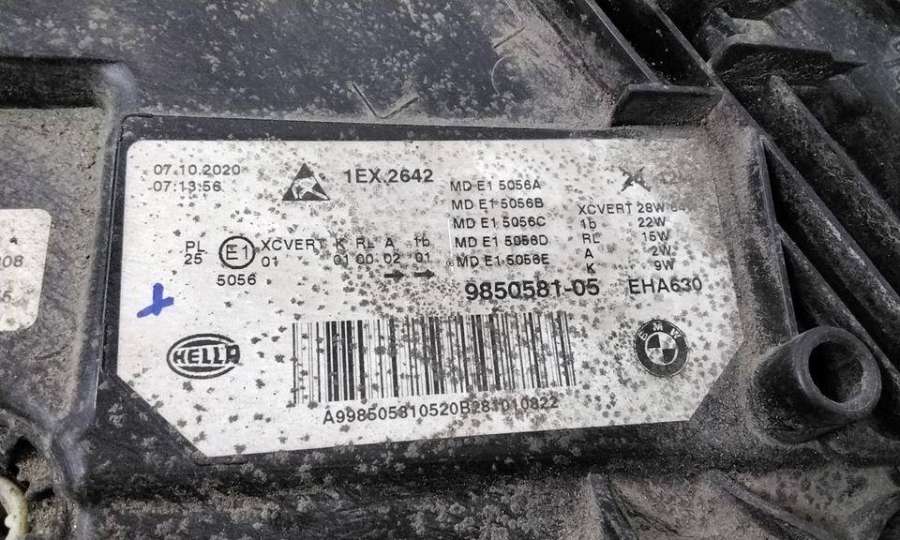 07.10.2020
07:13:56
1EX.2642
MD E1 5056A
MD E1 5056B
MD E1 5056C
MD E1 5056D
MD E1 5056E
XCVERT 28W
1b 22W
RL 15W
A 2W
K 9W
PL
25
E1
5056
XCVERT K RL A 1b
01 01 00 02 01
9850581-05 EHA630
HELLA
BMW
08